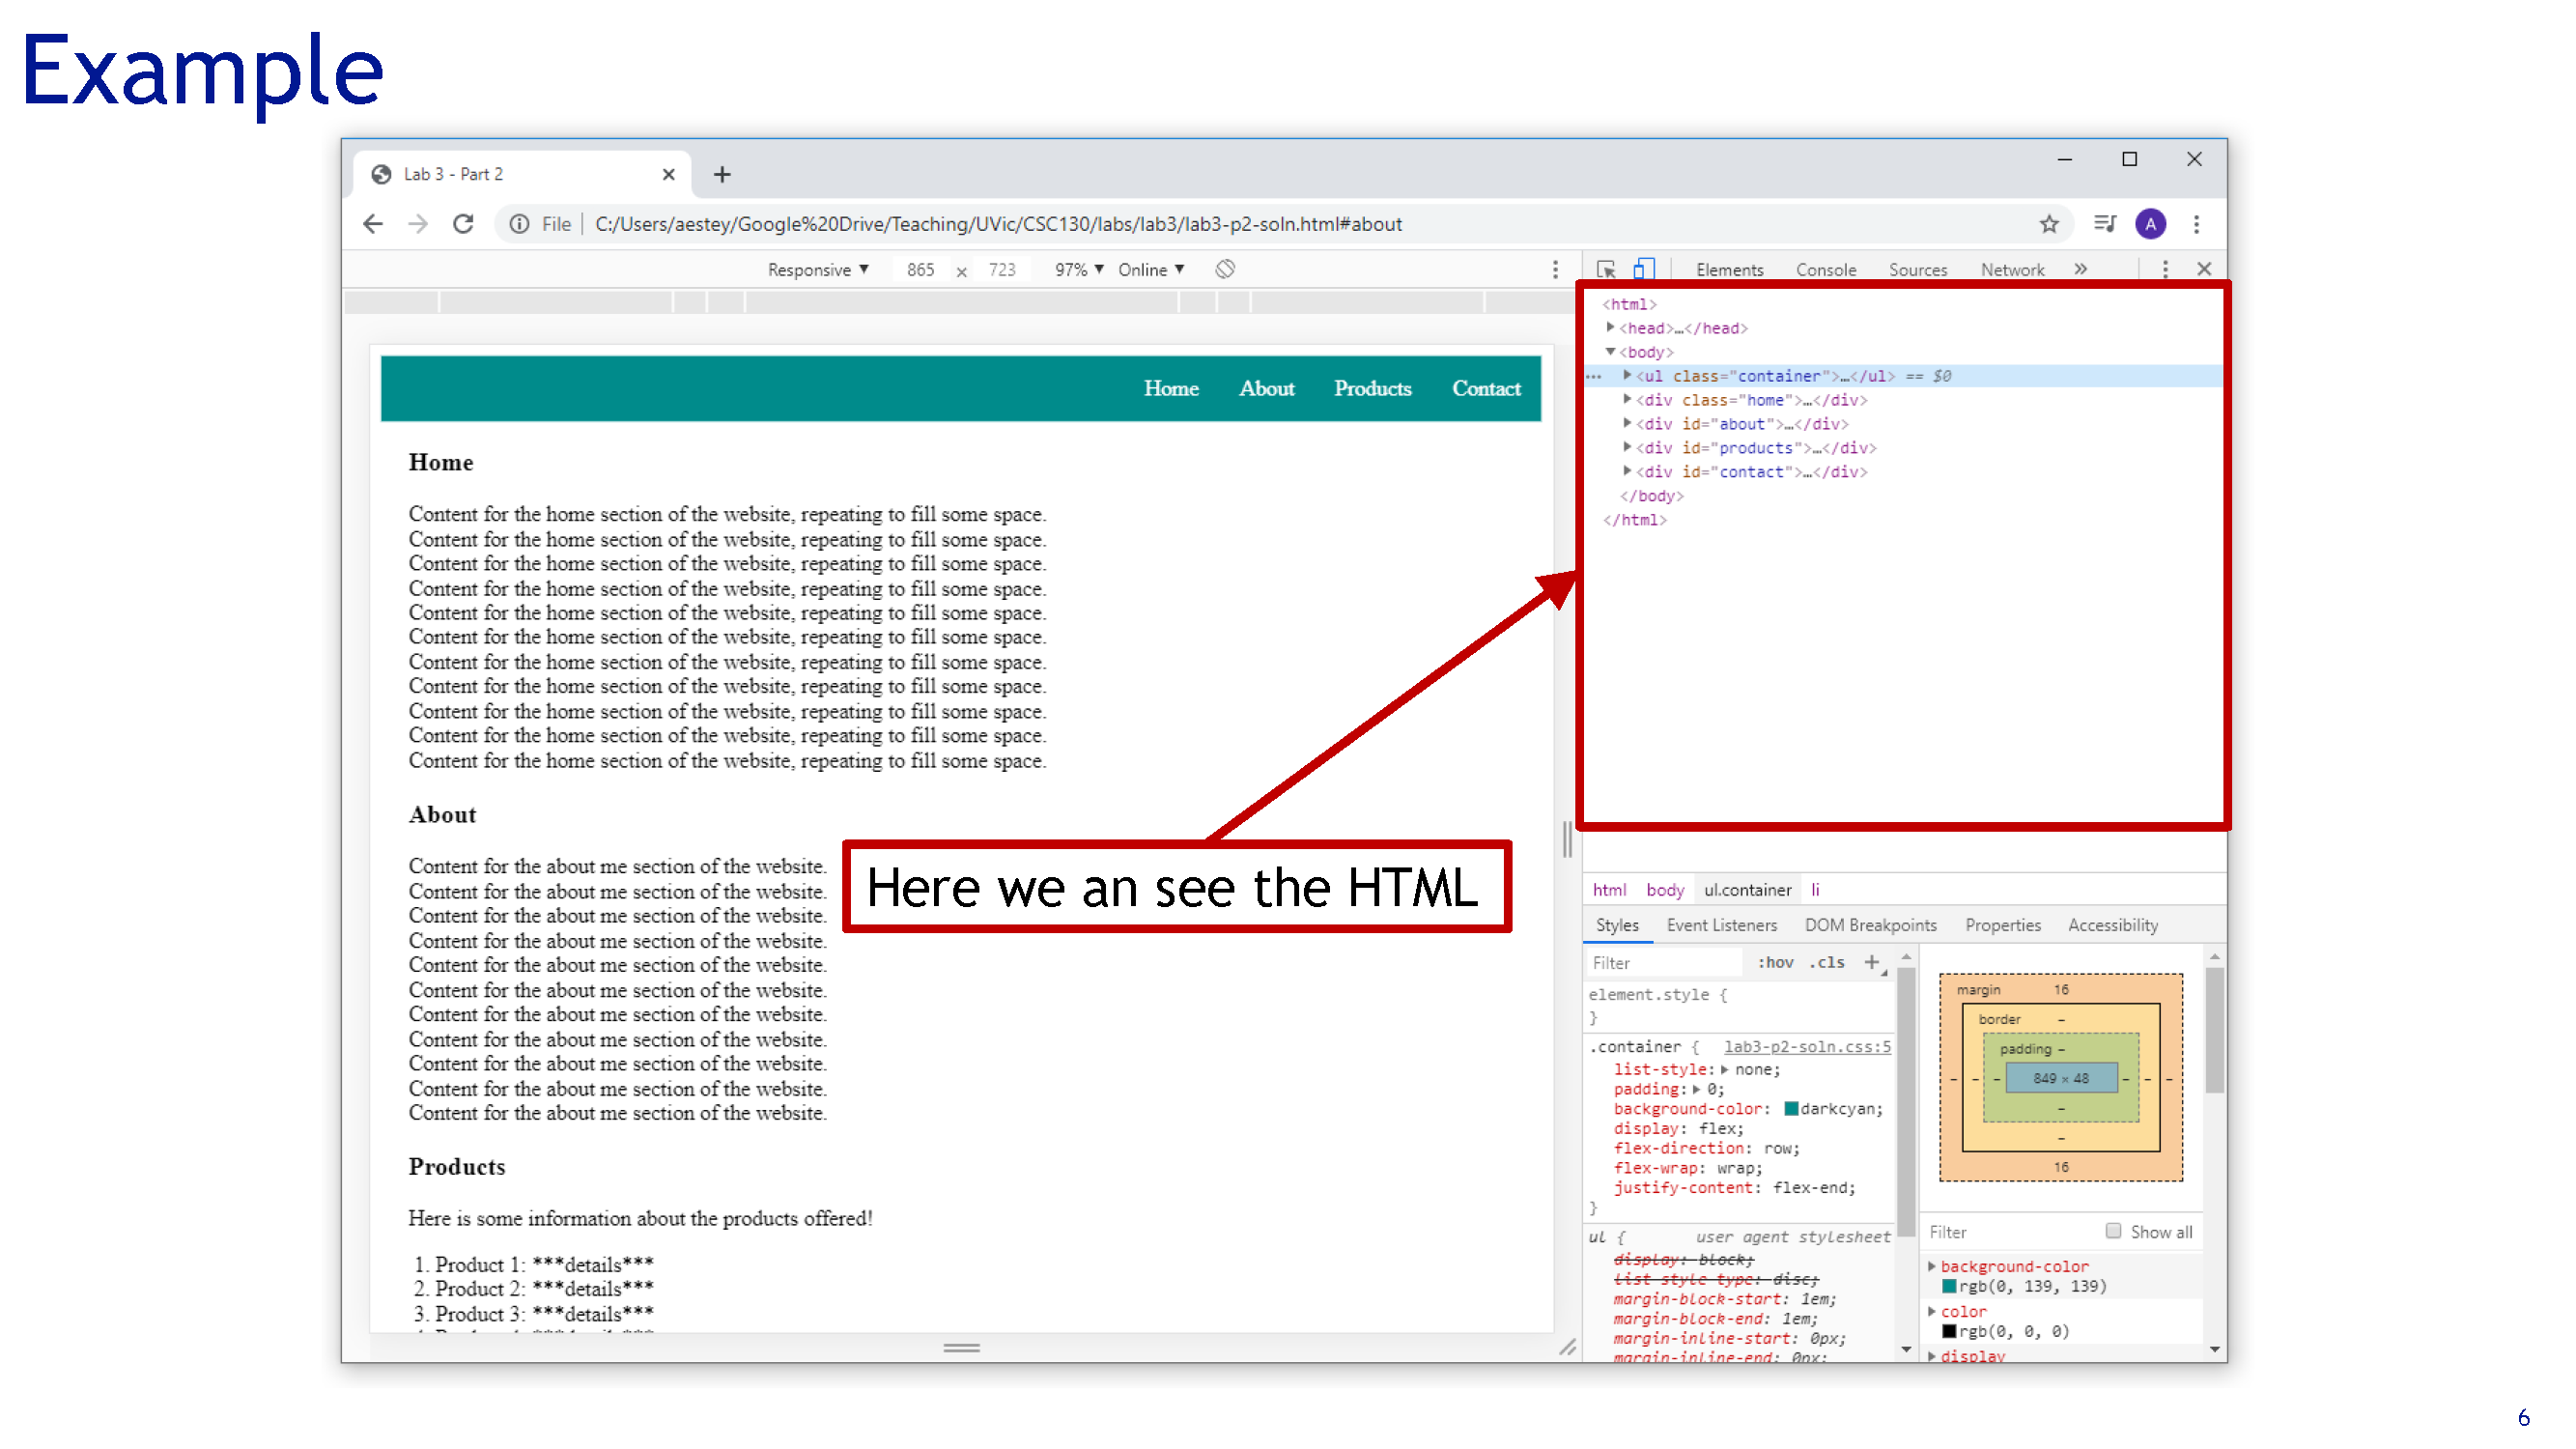 Example
Lab 3 - Part 2
File | C:/Users/aestey/Google%20Drive/Teaching/UVic/CSC130/labs/lab3/lab3-p2-soln.html#about
A
Responsive ▼ 865 × 723 97% ▼ Online ▼
Home About Products Contact
Home
Content for the home section of the website, repeating to fill some space.
Content for the home section of the website, repeating to fill some space.
Content for the home section of the website, repeating to fill some space.
Content for the home section of the website, repeating to fill some space.
Content for the home section of the website, repeating to fill some space.
Content for the home section of the website, repeating to fill some space.
Content for the home section of the website, repeating to fill some space.
Content for the home section of the website, repeating to fill some space.
Content for the home section of the website, repeating to fill some space.
Content for the home section of the website, repeating to fill some space.
Content for the home section of the website, repeating to fill some space.
About
Content for the about me section of the website.
Content for the about me section of the website.
Content for the about me section of the website.
Content for the about me section of the website.
Content for the about me section of the website.
Content for the about me section of the website.
Content for the about me section of the website.
Content for the about me section of the website.
Content for the about me section of the website.
Content for the about me section of the website.
Content for the about me section of the website.
Products
Here is some information about the products offered!
1. Product 1: ***details***
2. Product 2: ***details***
3. Product 3: ***details***
Here we an see the HTML
Elements Console Sources Network »
<html>
<head>…</head>
<body>
<ul class="container">…</ul> == $0
<div class="home">…</div>
<div id="about">…</div>
<div id="products">…</div>
<div id="contact">…</div>
</body>
</html>
html body ul.container li
Styles Event Listeners DOM Breakpoints Properties Accessibility
Filter :hov .cls +
element.style {
}
.container { lab3-p2-soln.css:5
list-style: none;
padding: 0;
background-color: darkcyan;
display: flex;
flex-direction: row;
flex-wrap: wrap;
justify-content: flex-end;
}
ul { user agent stylesheet
display: block;
list-style-type: disc;
margin-block-start: 1em;
margin-block-end: 1em;
margin-inline-start: 0px;
margin-inline-end: 0px;
margin 16
border –
padding –
– – – 849 × 48 – – –
–
–
16
Filter Show all
background-color
rgb(0, 139, 139)
color
rgb(0, 0, 0)
display
6